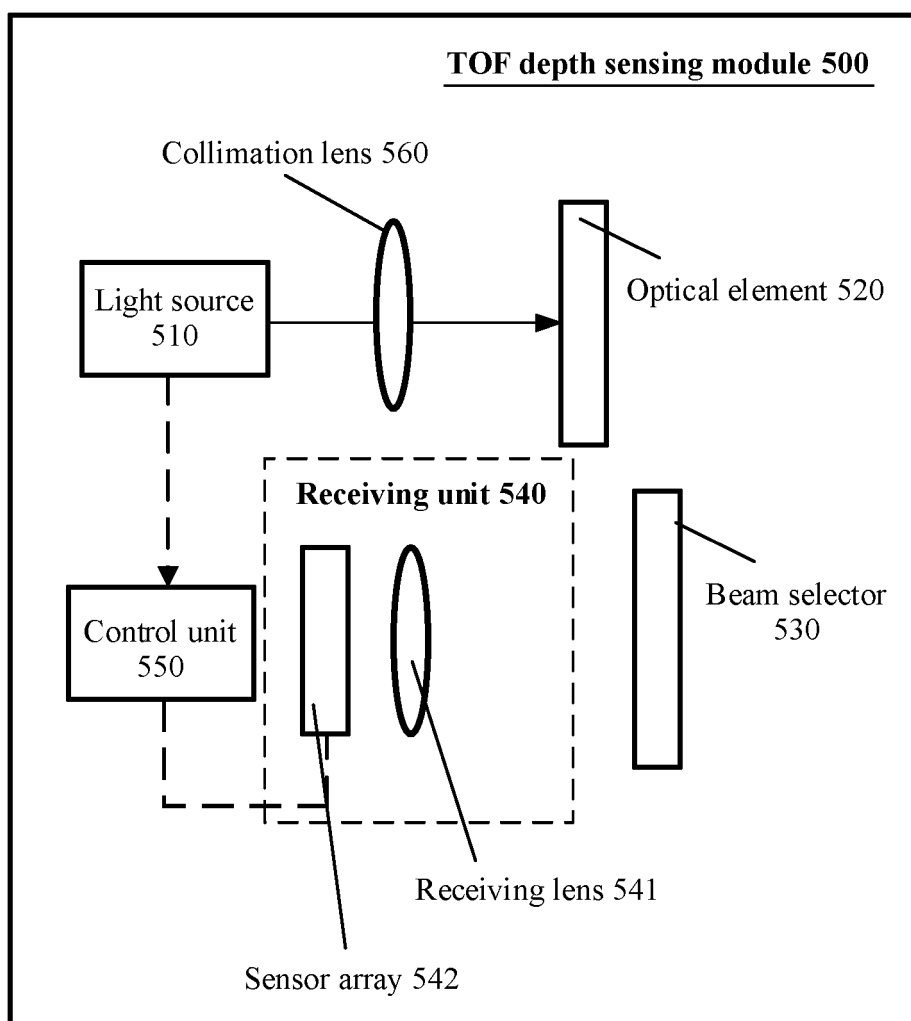 TOF depth sensing module 500
Collimation lens 560
Light source
510
Optical element 520
Receiving unit 540
Control unit
550
Beam selector
530
Receiving lens 541
Sensor array 542